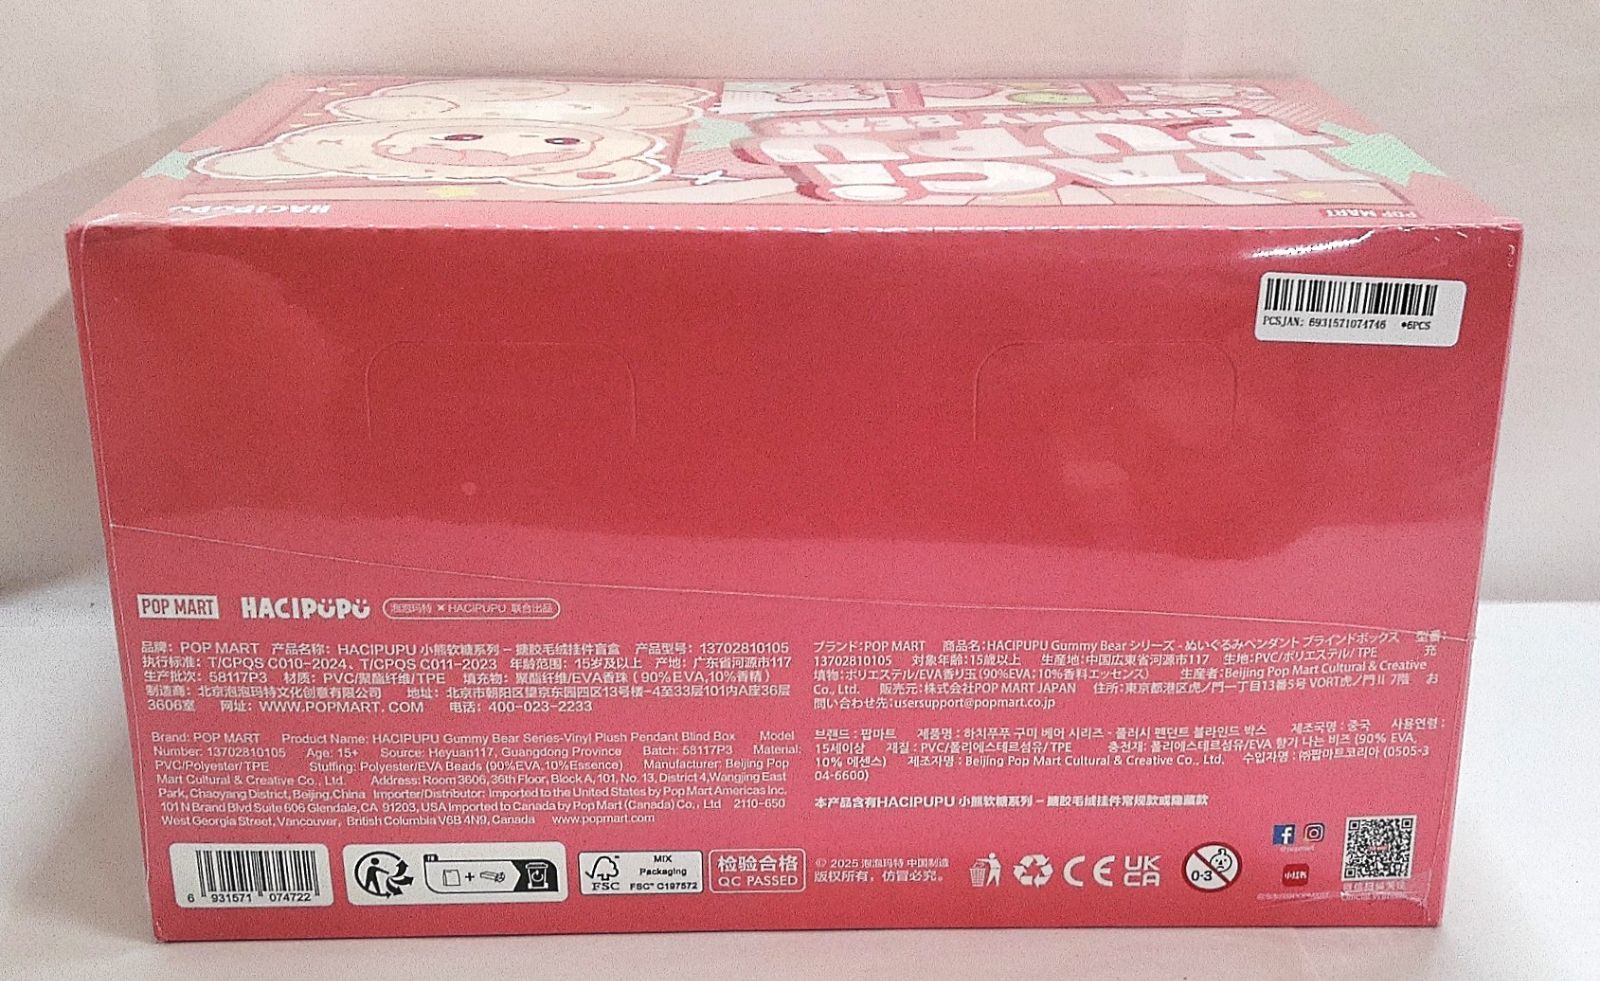 HACI
PUPU
GUMMY BEAR
HACIPUPU
POP MART
PCSJAN: 6931571074746 *6PCS
POP MART HACIPUPU 泡泡玛特 × HACIPUPU 联合出品
品牌：POP MART 产品名称：HACIPUPU 小熊软糖系列－搪胶毛绒挂件盲盒 产品型号：13702810105
执行标准：T/CPQS C010-2024、T/CPQS C011-2023 年龄范围：15岁及以上 产地：广东省河源市117
生产批次：58117P3 材质：PVC/聚酯纤维/TPE 填充物：聚酯纤维/EVA香珠（90%EVA,10%香精）
制造商：北京泡泡玛特文化创意有限公司 地址：北京市朝阳区望京东园四区13号楼-4至33层101内A座36层
3606室 网址：WWW.POPMART.COM 电话：400-023-2233
Brand: POP MART Product Name: HACIPUPU Gummy Bear Series-Vinyl Plush Pendant Blind Box Model
Number: 13702810105 Age: 15+ Source: Heyuan117, Guangdong Province Batch: 58117P3 Material:
PVC/Polyester/TPE Stuffing: Polyester/EVA Beads (90%EVA,10%Essence) Manufacturer: Beijing Pop
Mart Cultural & Creative Co., Ltd. Address: Room 3606, 36th Floor, Block A, 101, No. 13, District 4, Wangjing East
Park, Chaoyang District, Beijing,China Importer/Distributor: Imported to the United States by Pop Mart Americas Inc.
101 N Brand Blvd Suite 606 Glendale, CA 91203, USA Imported to Canada by Pop Mart (Canada) Co., Ltd 2110-650
West Georgia Street, Vancouver, British Columbia V6B 4N9, Canada www.popmart.com
ブランド:POP MART 商品名:HACIPUPU Gummy Bear シリーズ - ぬいぐるみペンダント ブラインドボックス 型番:
13702810105 対象年齢:15歳以上 生産地:中国広東省河源市117 生地:PVC/ポリエステル/TPE 充
填物:ポリエステル/EVA香り玉(90%EVA;10%香料エッセンス) 生産者:Beijing Pop Mart Cultural & Creative
Co., Ltd. 販売元:株式会社POP MART JAPAN 住所:東京都港区虎ノ門一丁目13番5号 VORT虎ノ門II 7階 お
問い合わせ先:usersupport@popmart.co.jp
브랜드 : 팝마트 제품명 : 하치푸푸 구미 베어 시리즈 - 플러시 펜던트 블라인드 박스 제조국명 : 중국 사용연령 :
15세이상 재질 : PVC/폴리에스테르섬유/TPE 충전재: 폴리에스테르섬유/EVA 향기 나는 비즈 (90% EVA,
10% 에센스) 제조자명 : Beijing Pop Mart Cultural & Creative Co., Ltd. 수입자명 : ㈜팝마트코리아 (0505-3
04-6600)
本产品含有HACIPUPU 小熊软糖系列－搪胶毛绒挂件常规款或隐藏款
6 931571 074722
FR
FSC
MIX
Packaging
FSC™ C197572
检验合格
QC PASSED
© 2025 泡泡玛特 中国制造
版权所有，仿冒必究。
CE
UK
CA
0-3
小红书